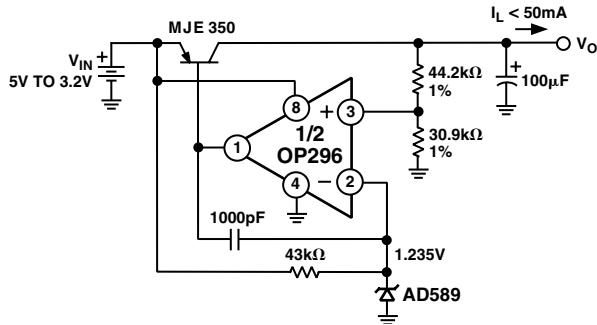 MJE 350
I_L < 50mA
V_O
V_IN +
5V TO 3.2V
44.2kΩ
1%
+
100μF
8
+ 3
1/2
OP296
1
30.9kΩ
1%
4
– 2
1000pF
1.235V
43kΩ
AD589